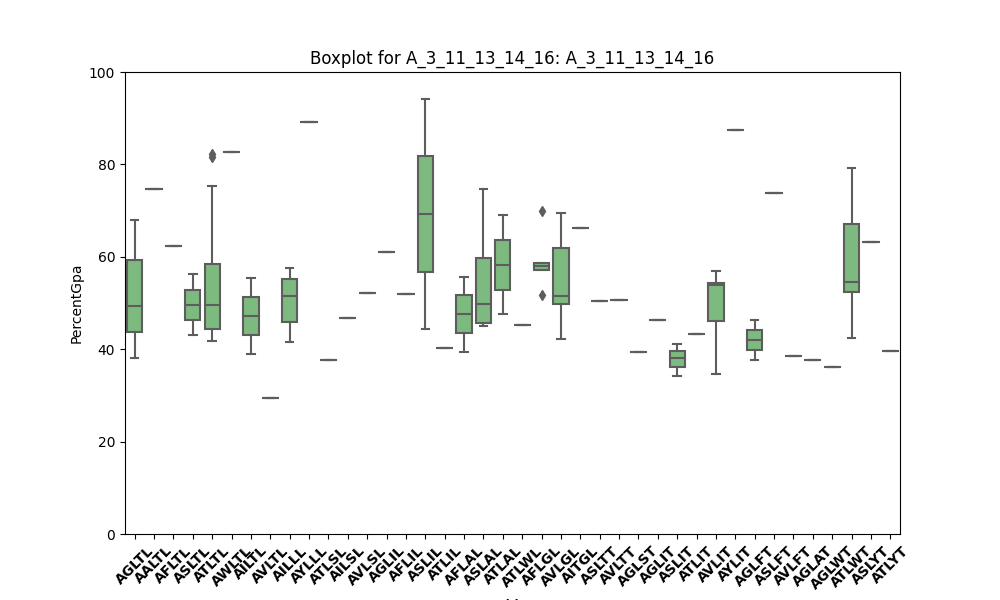 Boxplot for A_3_11_13_14_16: A_3_11_13_14_16
PercentGpa
100
80
60
40
20
0
AGLTL
AALTL
AFLTL
ASLTL
ATLTL
AWLTL
AILTL
AVLTL
AILLL
AYLLL
ATLSL
AILSL
AVLSL
AGLIL
AFLIL
ASLIL
ATLIL
AFLAL
ASLAL
ATLAL
ATLWL
AFLGL
AVLGL
AITGL
ASLTT
AVLTT
AGLST
AGLIT
ASLIT
ATLIT
AVLIT
AYLIT
AGLFT
ASLFT
AVLFT
AGLAT
AGLWT
ATLWT
ASLYT
ATLYT